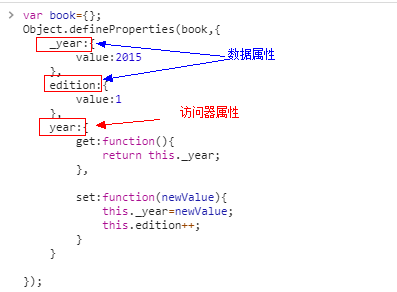 > var book={};
Object.defineProperties(book,{
_year:{
数据属性
value:2015
},
edition:{
value:1
},
访问器属性
year:{
get:function(){
return this._year;
},
set:function(newValue){
this._year=newValue;
this.edition++;
}
}
});